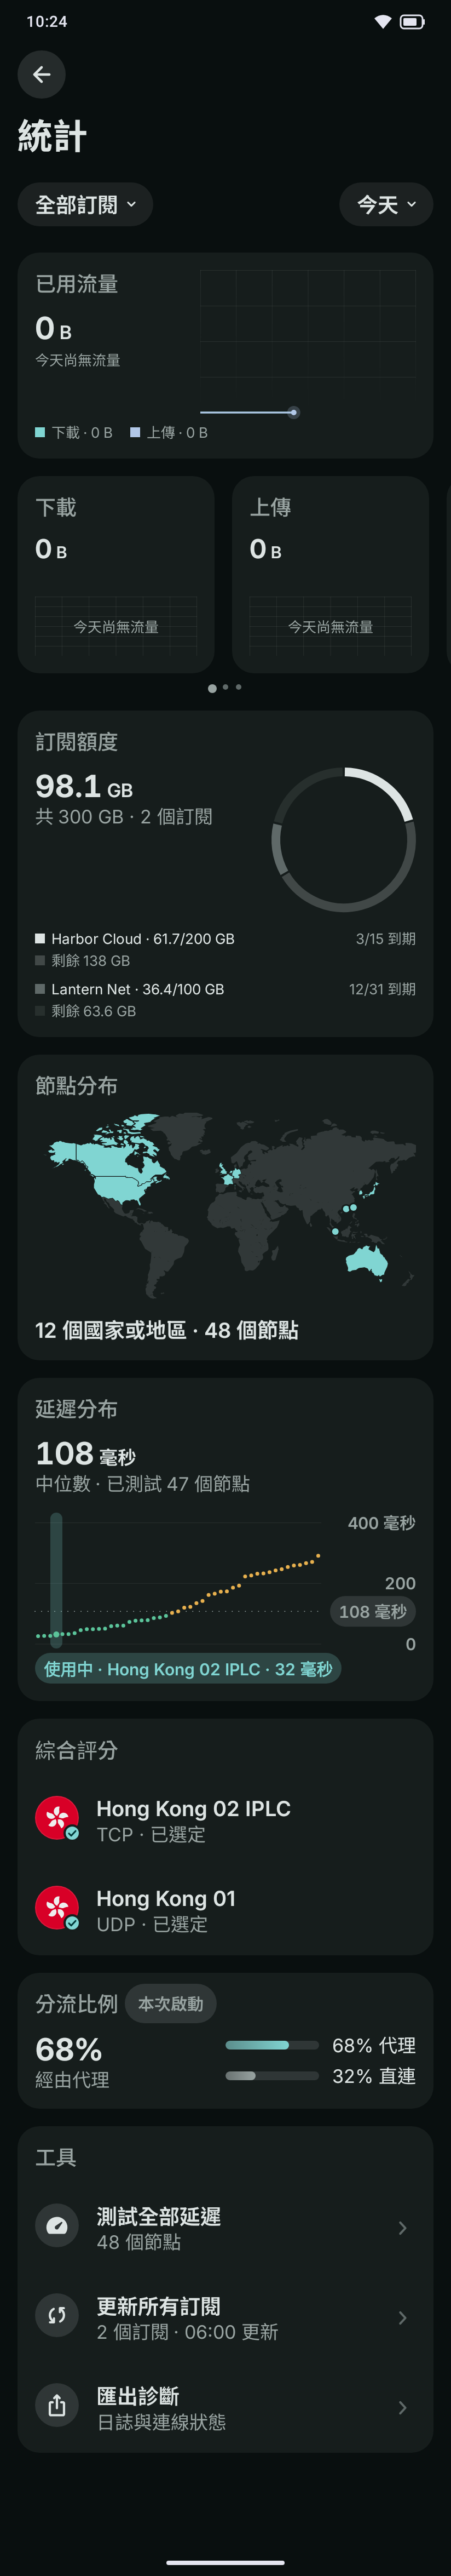 10:24
統計
全部訂閱
今天
已用流量
0 B
今天尚無流量
下載 · 0 B
上傳 · 0 B
下載
0 B
今天尚無流量
上傳
0 B
今天尚無流量
訂閱額度
98.1 GB
共 300 GB · 2 個訂閱
Harbor Cloud · 61.7/200 GB
3/15 到期
剩餘 138 GB
Lantern Net · 36.4/100 GB
12/31 到期
剩餘 63.6 GB
節點分布
12 個國家或地區 · 48 個節點
延遲分布
108 毫秒
中位數 · 已測試 47 個節點
400 毫秒
200
108 毫秒
0
使用中 · Hong Kong 02 IPLC · 32 毫秒
綜合評分
Hong Kong 02 IPLC
TCP · 已選定
Hong Kong 01
UDP · 已選定
分流比例
本次啟動
68%
經由代理
68% 代理
32% 直連
工具
測試全部延遲
48 個節點
更新所有訂閱
2 個訂閱 · 06:00 更新
匯出診斷
日誌與連線狀態